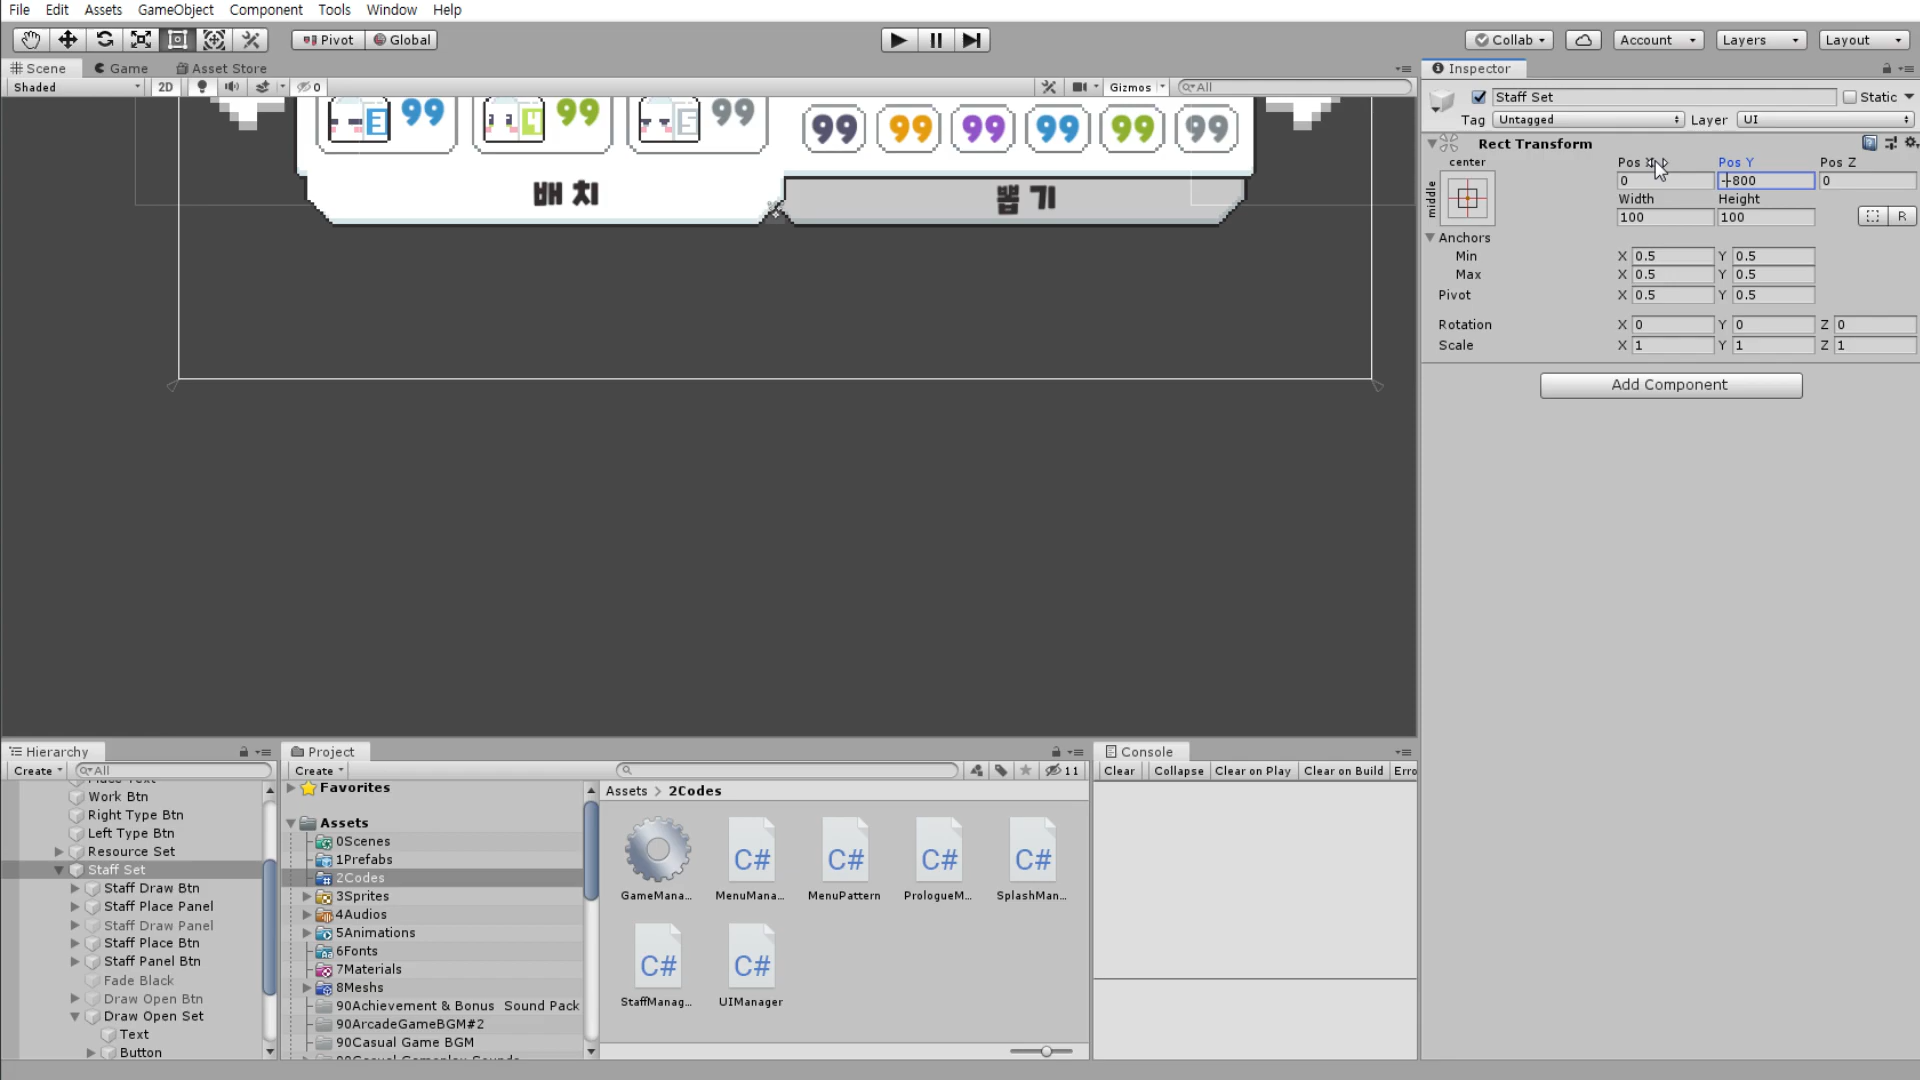 File Edit Assets GameObject Component Tools Window Help
Pivot Global Collab Account Layers Layout
Scene Game Asset Store Inspector
Shaded 2D 0 Gizmos All
Staff Set Static
Tag Untagged Layer UI
Rect Transform
center Pos X Pos Y Pos Z
middle 0 -800 0
Width Height
100 100 R
Anchors
Min X 0.5 Y 0.5
Max X 0.5 Y 0.5
Pivot X 0.5 Y 0.5
Rotation X 0 Y 0 Z 0
Scale X 1 Y 1 Z 1
Add Component
E 99 99 E 99
99 99 99 99 99 99
배치 뽑기
Hierarchy Project Console
Create All Create 11 Clear Collapse Clear on Play Clear on Build Erro
Work Btn
Right Type Btn
Left Type Btn
Resource Set
Staff Set
Staff Draw Btn
Staff Place Panel
Staff Draw Panel
Staff Place Btn
Staff Panel Btn
Fade Black
Draw Open Btn
Draw Open Set
Text
Button
Favorites
Assets
0Scenes
1Prefabs
2Codes
3Sprites
4Audios
5Animations
6Fonts
7Materials
8Meshs
90Achievement & Bonus Sound Pack
90ArcadeGameBGM#2
90Casual Game BGM
Assets > 2Codes
C# C# C# C#
GameMana... MenuMana... MenuPattern PrologueM... SplashMan...
C# C#
StaffManag... UIManager